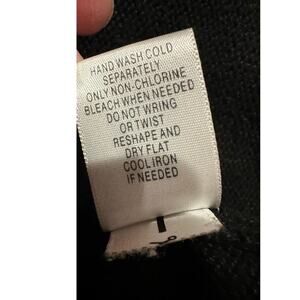 HAND WASH COLD
SEPARATELY
ONLY NON-CHLORINE
BLEACH WHEN NEEDED
DO NOT WRING
OR TWIST
RESHAPE AND
DRY FLAT
COOL IRON
IF NEEDED